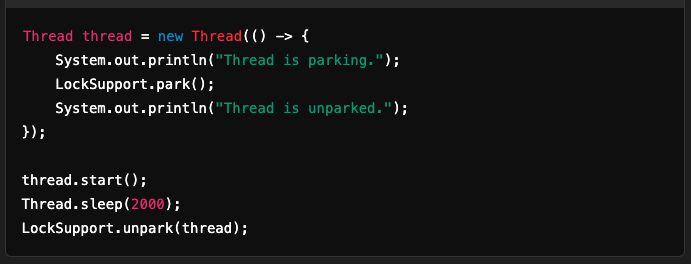 Thread thread = new Thread(() -> {
    System.out.println("Thread is parking.");
    LockSupport.park();
    System.out.println("Thread is unparked.");
});

thread.start();
Thread.sleep(2000);
LockSupport.unpark(thread);